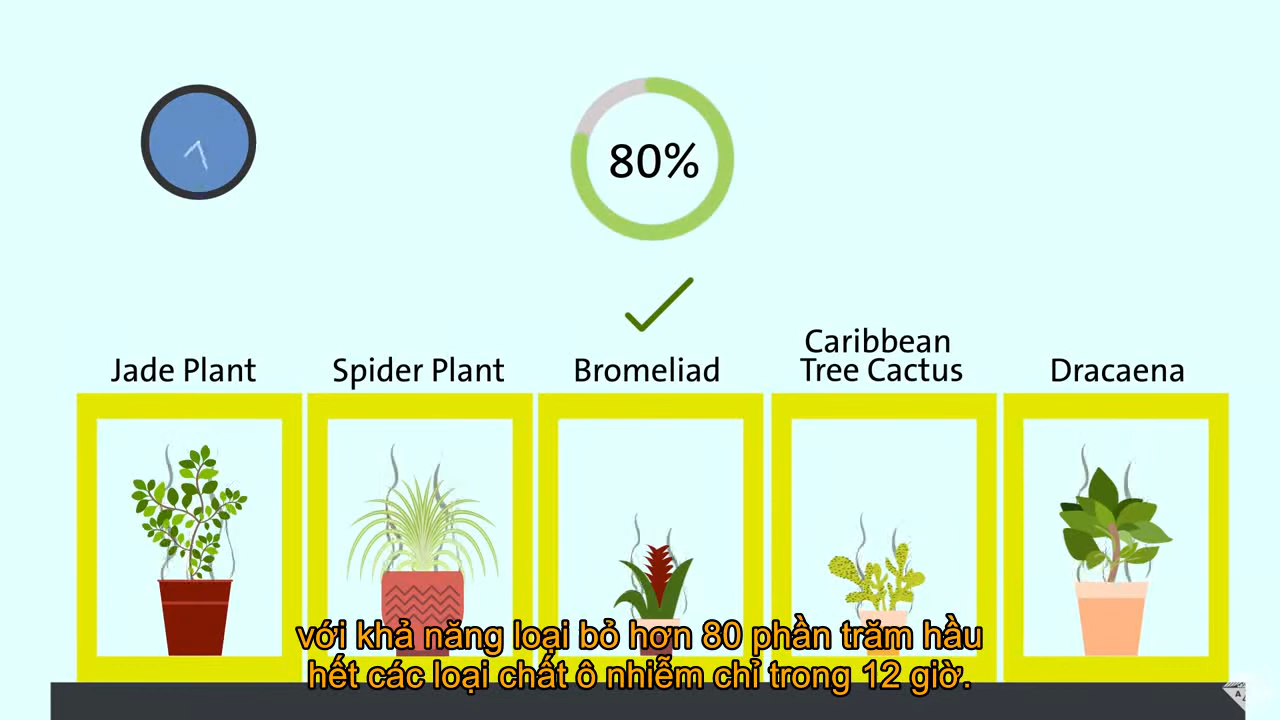 80%
Jade Plant
Spider Plant
Bromeliad
Caribbean
Tree Cactus
Dracaena
với khả năng loại bỏ hơn 80 phần trăm hầu
hết các loại chất ô nhiễm chỉ trong 12 giờ.